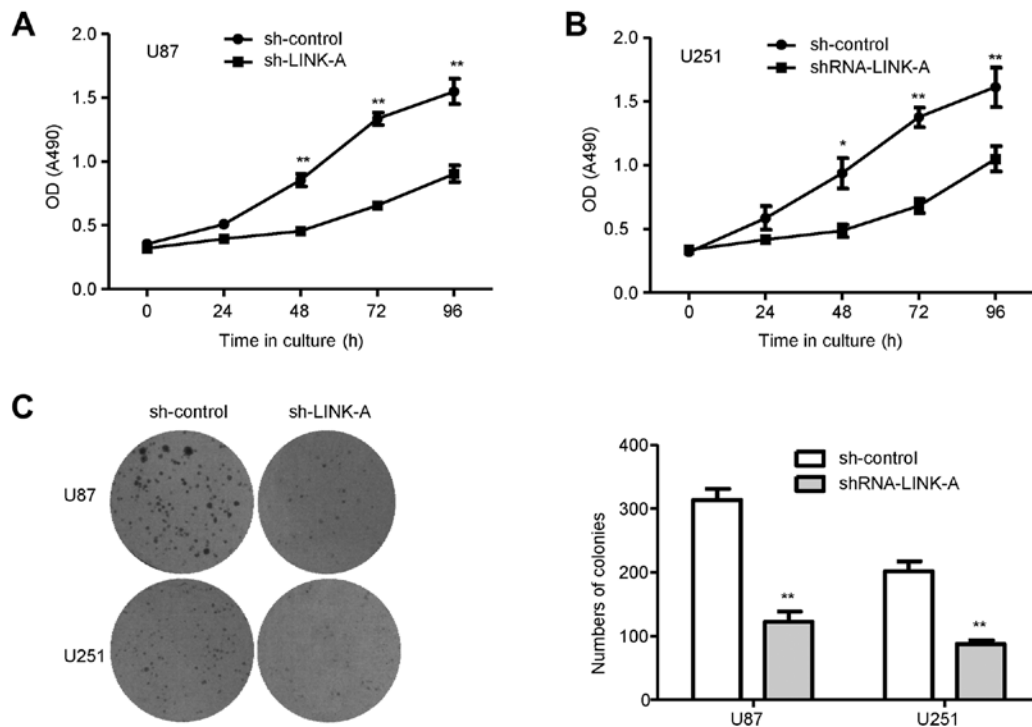 A
U87
sh-control
sh-LINK-A
OD (A490)
2.0
1.5
1.0
0.5
0.0
**
**
**
0
24
48
72
96
Time in culture (h)
B
U251
sh-control
shRNA-LINK-A
OD (A490)
2.0
1.5
1.0
0.5
0.0
*
**
**
0
24
48
72
96
Time in culture (h)
C
sh-control
sh-LINK-A
U87
U251
Numbers of colonies
400
300
200
100
0
sh-control
shRNA-LINK-A
**
**
U87
U251